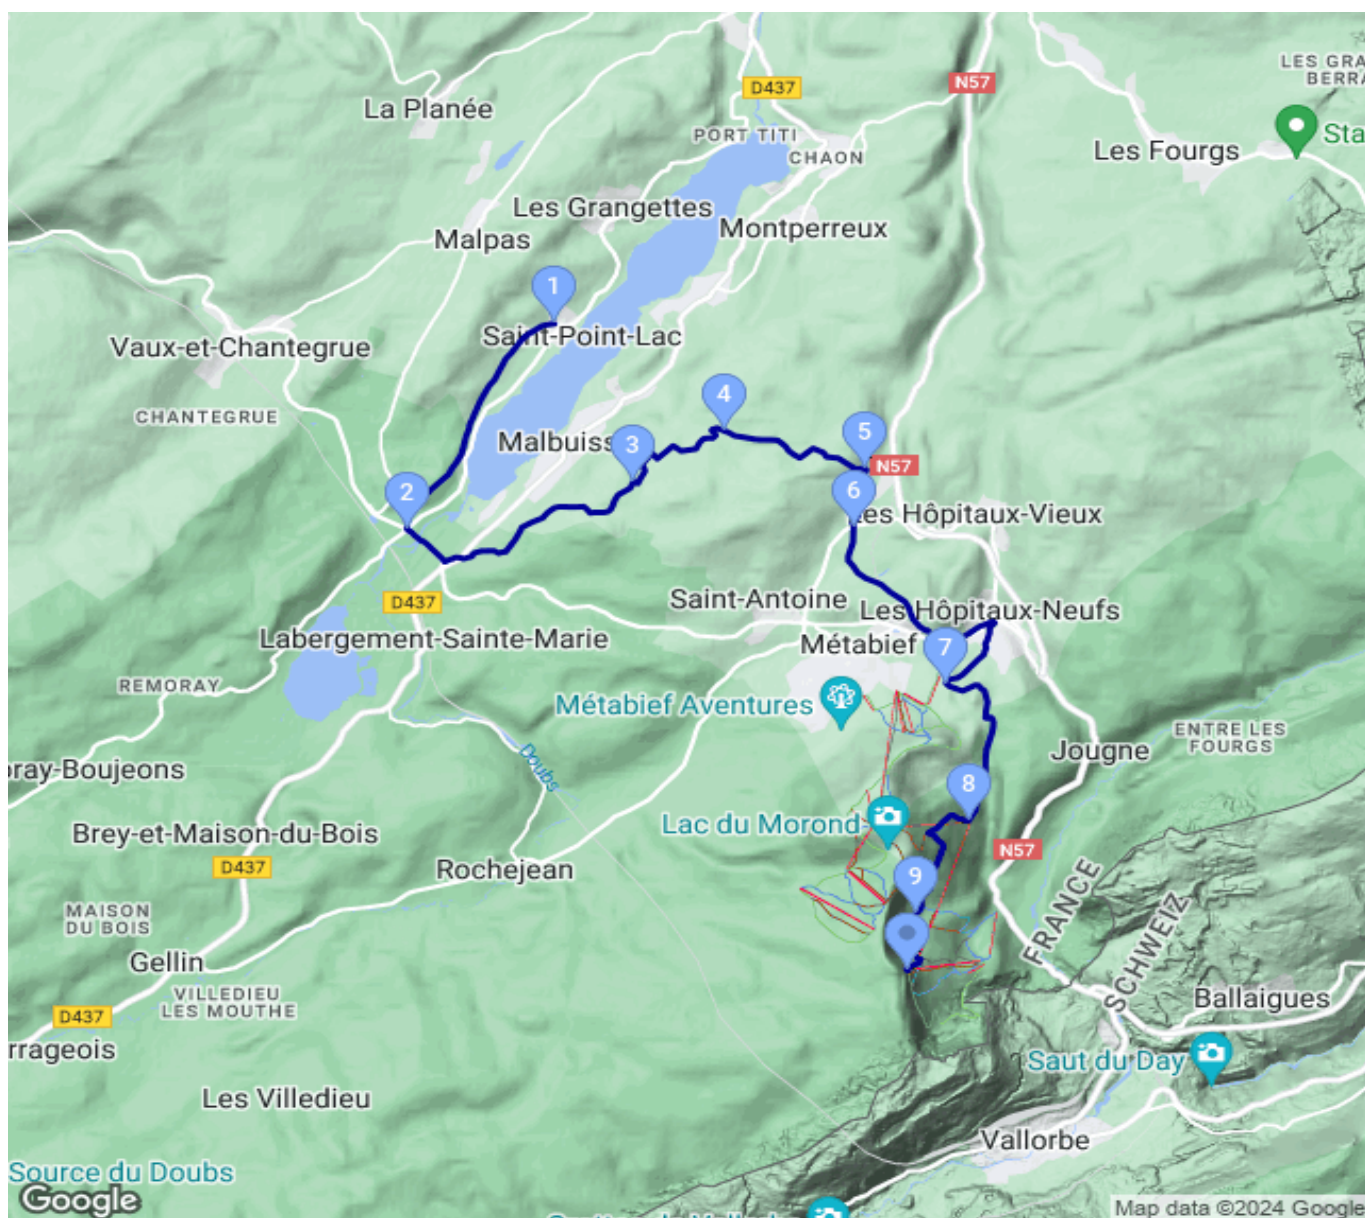 LES GRA
BERRA
D437
N57
La Planée
PORT TITI
CHAON
Les Fourgs
Sta
Les Grangettes
Malpas
Montperreux
1
Saint-Point-Lac
Vaux-et-Chantegrue
CHANTEGRUE
4
Malbuiss
3
5
N57
2
6
Les Hôpitaux-Vieux
D437
Saint-Antoine
Les Hôpitaux-Neufs
Labergement-Sainte-Marie
Métabief
7
REMORAY
Métabief Aventures
ENTRE LES
FOURGS
Jougne
oray-Boujeons
Doubs
8
Lac du Morond
Brey-et-Maison-du-Bois
N57
D437
Rochejean
9
MAISON
DU BOIS
FRANCE
SCHWEIZ
Gellin
VILLEDIEU
LES MOUTHE
Ballaigues
D437
rrageois
Saut du Day
Les Villedieu
Vallorbe
Source du Doubs
Google
Map data ©2024 Google